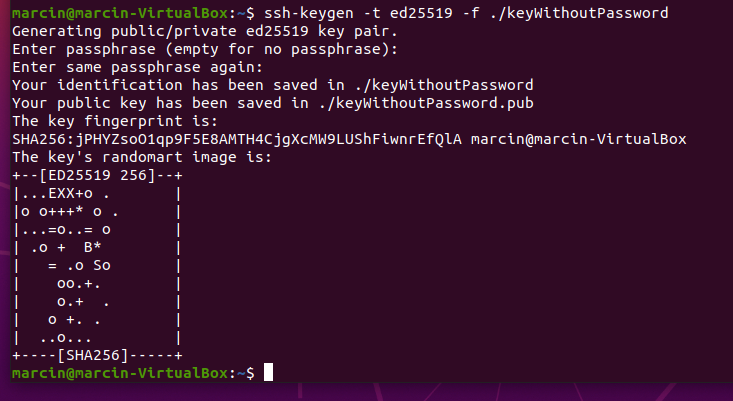 marcin@marcin-VirtualBox:~$ ssh-keygen -t ed25519 -f ./keyWithoutPassword
Generating public/private ed25519 key pair.
Enter passphrase (empty for no passphrase):
Enter same passphrase again:
Your identification has been saved in ./keyWithoutPassword
Your public key has been saved in ./keyWithoutPassword.pub
The key fingerprint is:
SHA256:jPHYZsoO1qp9F5E8AMTH4CjgXcMW9LUShFiwnrEfQlA marcin@marcin-VirtualBox
The key's randomart image is:
+--[ED25519 256]--+
|...EXX+o .       |
|o o+++* o .      |
|...=o..= o       |
| .o +  B*        |
|   = .o So       |
|    oo.+.        |
|    o.+  .       |
|   o +. .        |
|  ..o...         |
+----[SHA256]-----+
marcin@marcin-VirtualBox:~$